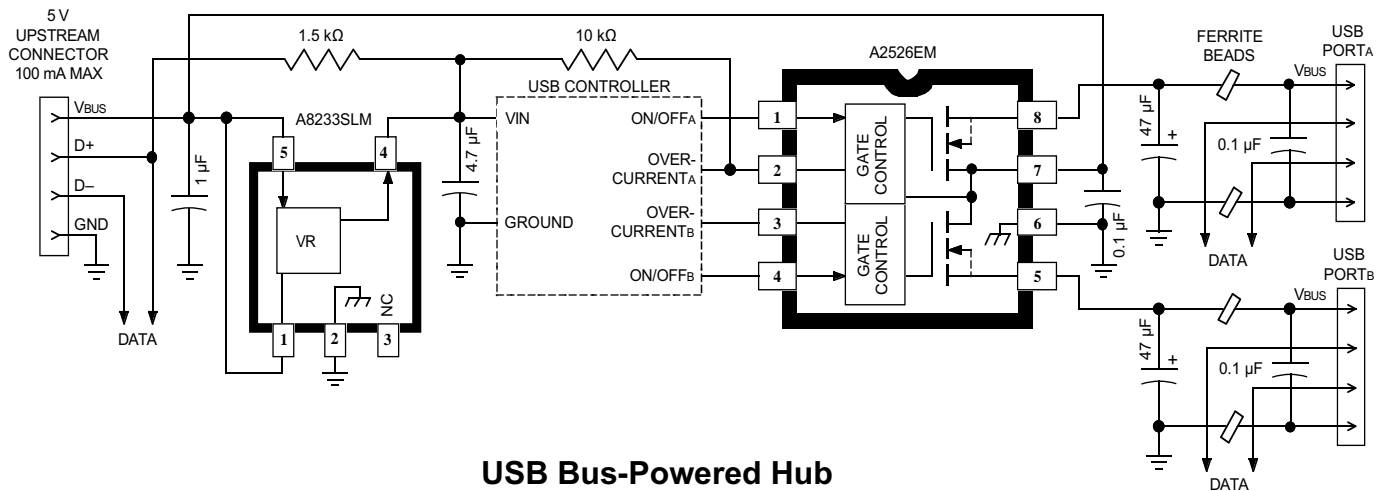 5 V
UPSTREAM
CONNECTOR
100 mA MAX
VBUS
D+
D–
GND
DATA
1 µF
1.5 kΩ
A8233SLM
5
4
VR
NC
1
2
3
4.7 µF
10 kΩ
USB CONTROLLER
VIN
GROUND
ON/OFFA
OVER-
CURRENTA
OVER-
CURRENTB
ON/OFFB
A2526EM
1
2
3
4
GATE
CONTROL
GATE
CONTROL
8
7
6
5
0.1 µF
47 µF
+
FERRITE
BEADS
VBUS
0.1 µF
USB
PORTA
DATA
47 µF
+
VBUS
0.1 µF
USB
PORTB
DATA
USB Bus-Powered Hub